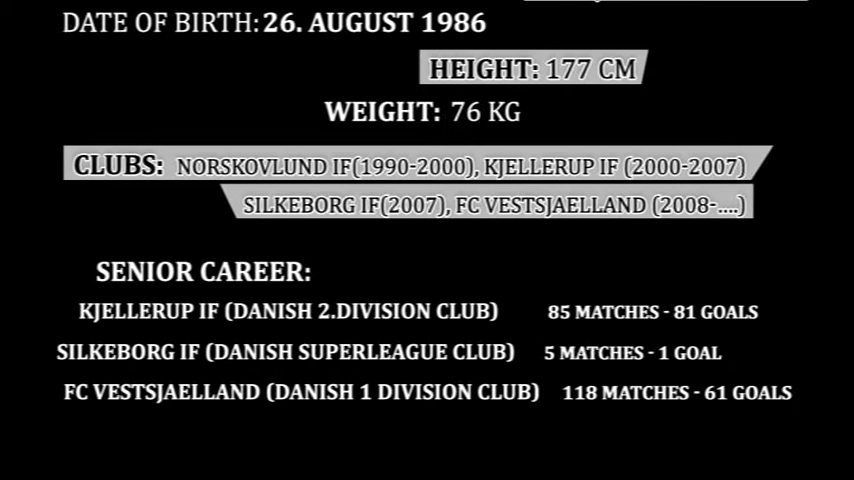 DATE OF BIRTH: 26. AUGUST 1986
HEIGHT: 177 CM
WEIGHT: 76 KG
CLUBS: NORSKOVLUND IF(1990-2000), KJELLERUP IF (2000-2007)
SILKEBORG IF(2007), FC VESTSJAELLAND (2008-....)
SENIOR CAREER:
KJELLERUP IF (DANISH 2.DIVISION CLUB) 85 MATCHES - 81 GOALS
SILKEBORG IF (DANISH SUPERLEAGUE CLUB) 5 MATCHES - 1 GOAL
FC VESTSJAELLAND (DANISH 1 DIVISION CLUB) 118 MATCHES - 61 GOALS